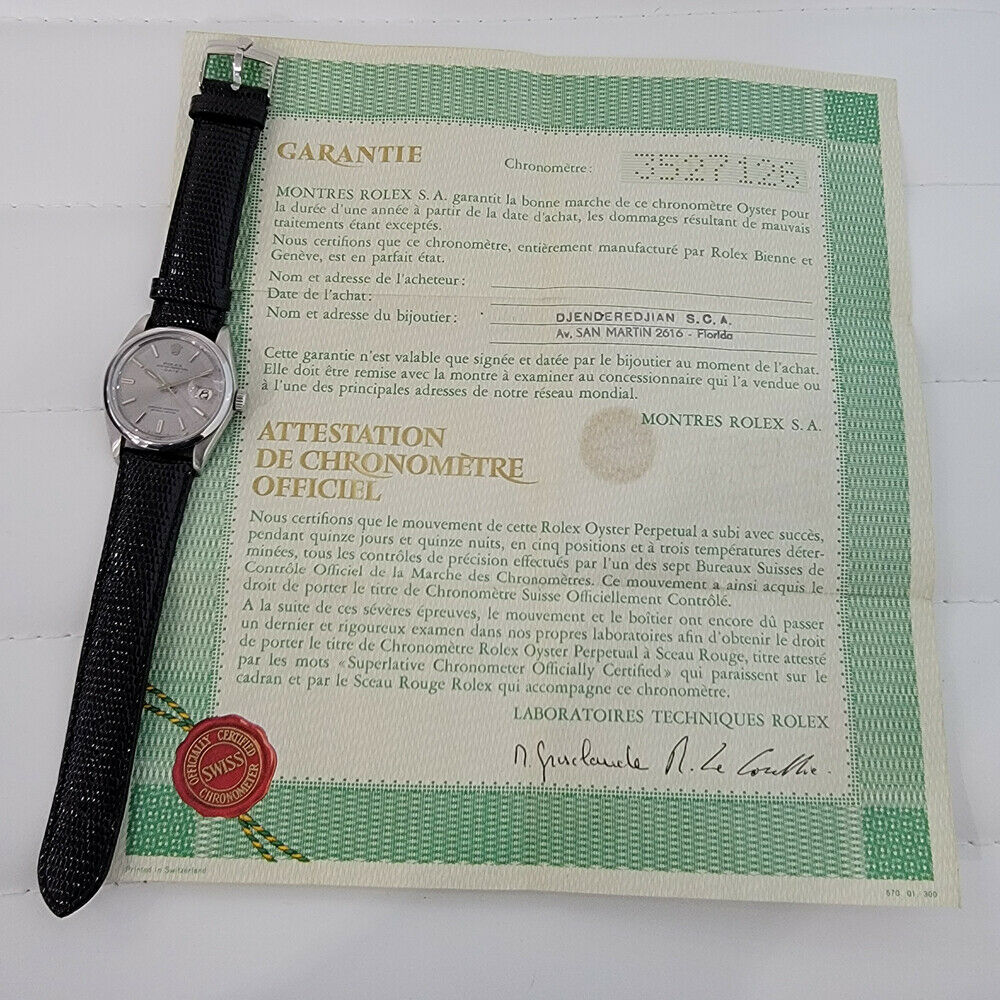 GARANTIE
Chronomètre: 3527126
MONTRES ROLEX S. A. garantit la bonne marche de ce chronomètre Oyster pour
la durée d'une année à partir de la date d'achat, les dommages résultant de mauvais
traitements étant exceptés.
Nous certifions que ce chronomètre, entièrement manufacturé par Rolex Bienne et
Genève, est en parfait état.
Nom et adresse de l'acheteur:
Date de l'achat:
Nom et adresse du bijoutier:
DJENDEREDJIAN S.C.A.
Av. SAN MARTIN 2616 - Florida
Cette garantie n'est valable que signée et datée par le bijoutier au moment de l'achat.
Elle doit être remise avec la montre à examiner au concessionnaire qui l'a vendue ou
à l'une des principales adresses de notre réseau mondial.
MONTRES ROLEX S. A.
ATTESTATION
DE CHRONOMÈTRE
OFFICIEL
Nous certifions que le mouvement de cette Rolex Oyster Perpetual a subi avec succès,
pendant quinze jours et quinze nuits, en cinq positions et à trois températures déter-
minées, tous les contrôles de précision effectués par l'un des sept Bureaux Suisses de
Contrôle Officiel de la Marche des Chronomètres. Ce mouvement a ainsi acquis le
droit de porter le titre de Chronomètre Suisse Officiellement Contrôlé.
A la suite de ces sévères épreuves, le mouvement et le boîtier ont encore dû passer
un dernier et rigoureux examen dans nos propres laboratoires afin d'obtenir le droit
de porter le titre de Chronomètre Rolex Oyster Perpetual à Sceau Rouge, titre attesté
par les mots «Superlative Chronometer Officially Certified» qui paraissent sur le
cadran et par le Sceau Rouge Rolex qui accompagne ce chronomètre.
LABORATOIRES TECHNIQUES ROLEX
OFFICIALLY CERTIFIED
SWISS
CHRONOMETER
Printed in Switzerland
570 01 300